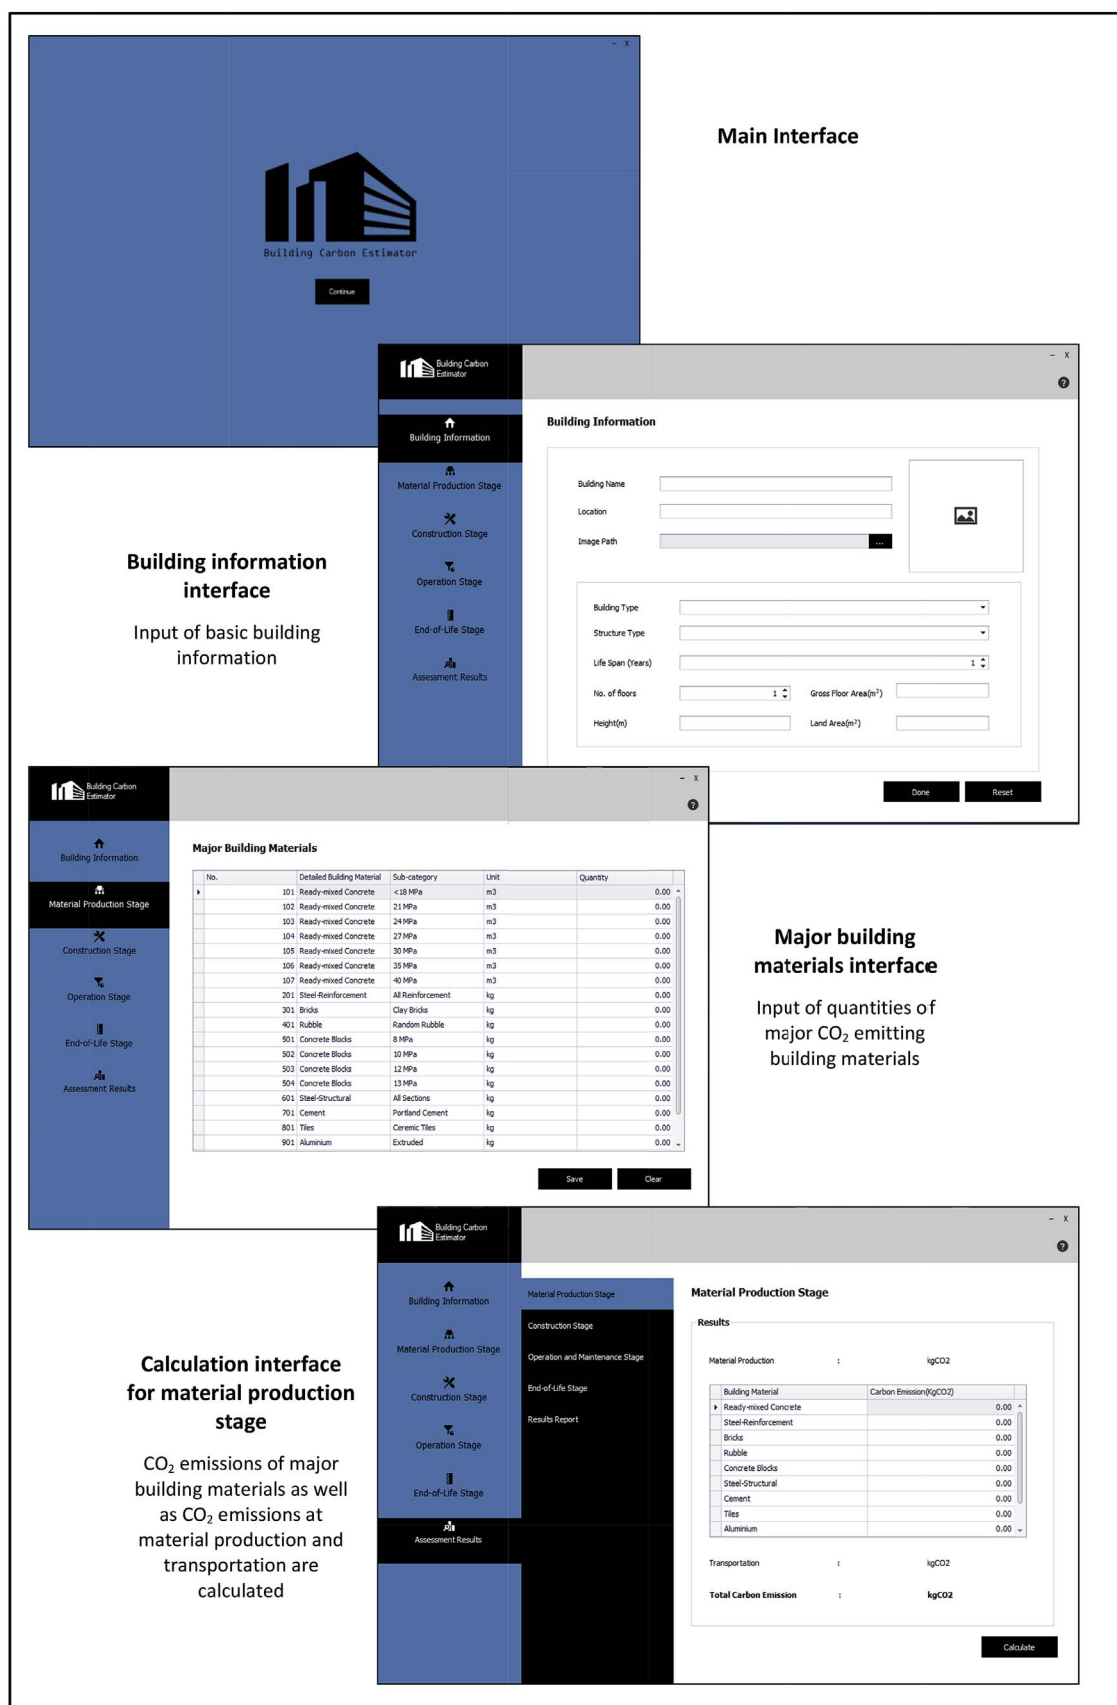 – X
Main Interface
Building Carbon Estimator
Continue
Building Carbon
Estimator
– X
?
Building Information
Material Production Stage
Construction Stage
Operation Stage
End-of-Life Stage
Assessment Results
Building Information
Building Name
Location
Image Path
...
Building Type
Structure Type
Life Span (Years) 1
No. of floors 1 Gross Floor Area(m²)
Height(m) Land Area(m²)
Done Reset
Building information
interface
Input of basic building
information
Building Carbon
Estimator
– X
?
Building Information
Material Production Stage
Construction Stage
Operation Stage
End-of-Life Stage
Assessment Results
Major Building Materials
No. Detailed Building Material Sub-category Unit Quantity
101 Ready-mixed Concrete <18 MPa m3 0.00
102 Ready-mixed Concrete 21 MPa m3 0.00
103 Ready-mixed Concrete 24 MPa m3 0.00
104 Ready-mixed Concrete 27 MPa m3 0.00
105 Ready-mixed Concrete 30 MPa m3 0.00
106 Ready-mixed Concrete 35 MPa m3 0.00
107 Ready-mixed Concrete 40 MPa m3 0.00
201 Steel-Reinforcement All Reinforcement kg 0.00
301 Bricks Clay Bricks kg 0.00
401 Rubble Random Rubble kg 0.00
501 Concrete Blocks 8 MPa kg 0.00
502 Concrete Blocks 10 MPa kg 0.00
503 Concrete Blocks 12 MPa kg 0.00
504 Concrete Blocks 13 MPa kg 0.00
601 Steel-Structural All Sections kg 0.00
701 Cement Portland Cement kg 0.00
801 Tiles Ceremic Tiles kg 0.00
901 Aluminium Extruded kg 0.00
Save Clear
Major building
materials interface
Input of quantities of
major CO₂ emitting
building materials
Building Carbon
Estimator
– X
?
Building Information
Material Production Stage
Construction Stage
Operation Stage
End-of-Life Stage
Assessment Results
Material Production Stage
Construction Stage
Operation and Maintenance Stage
End-of-Life Stage
Results Report
Material Production Stage
Results
Material Production : kgCO2
Building Material Carbon Emission(KgCO2)
Ready-mixed Concrete 0.00
Steel-Reinforcement 0.00
Bricks 0.00
Rubble 0.00
Concrete Blocks 0.00
Steel-Structural 0.00
Cement 0.00
Tiles 0.00
Aluminium 0.00
Transportation : kgCO2
Total Carbon Emission : kgCO2
Calculate
Calculation interface
for material production
stage
CO₂ emissions of major
building materials as well
as CO₂ emissions at
material production and
transportation are
calculated